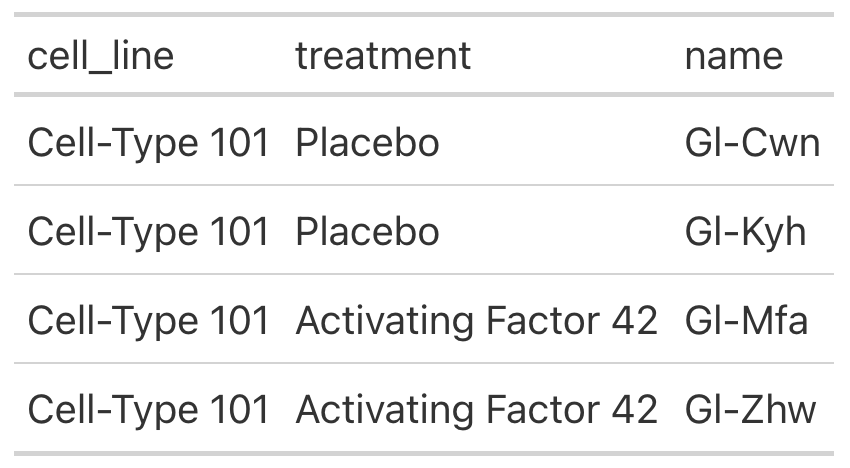 cell_line treatment name
Cell-Type 101 Placebo Gl-Cwn
Cell-Type 101 Placebo Gl-Kyh
Cell-Type 101 Activating Factor 42 Gl-Mfa
Cell-Type 101 Activating Factor 42 Gl-Zhw